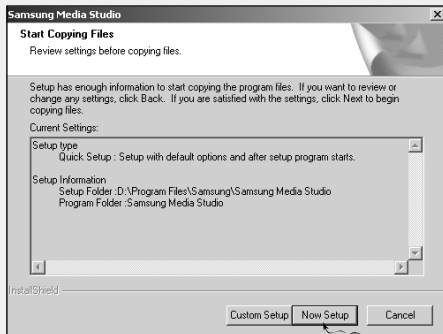 Samsung Media Studio
Start Copying Files
Review settings before copying files.
Setup has enough information to start copying the program files. If you want to review or
change any settings, click Back. If you are satisfied with the settings, click Next to begin
copying files.
Current Settings:
Setup type
Quick Setup : Setup with default options and after setup program starts.
Setup Information
Setup Folder :D:\Program Files\Samsung\Samsung Media Studio
Program Folder :Samsung Media Studio
InstallShield
Custom Setup Now Setup Cancel